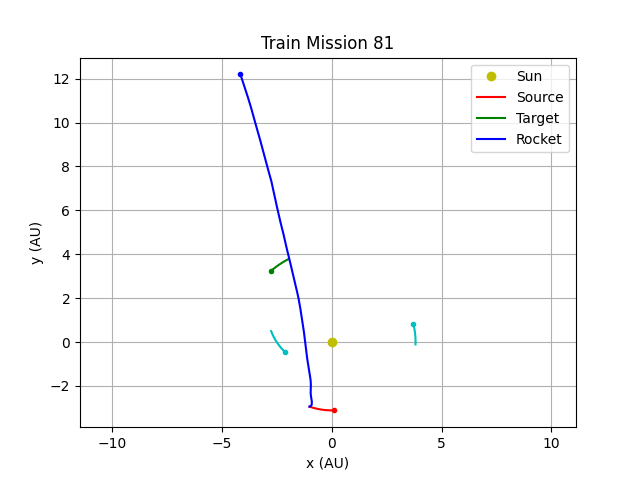 Train Mission 81
Sun
Source
Target
Rocket
12
10
8
6
4
2
0
−2
y (AU)
−10
−5
0
5
10
x (AU)